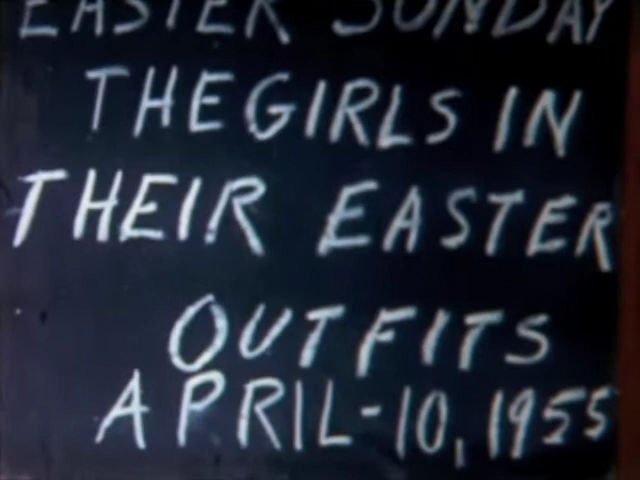 EASTER SUNDAY
THE GIRLS IN
THEIR EASTER
OUTFITS
APRIL-10, 1955